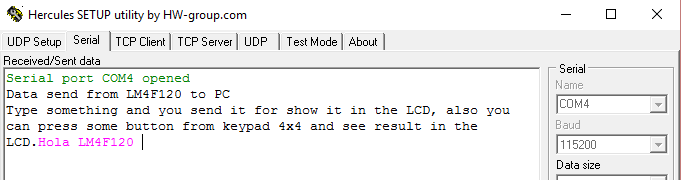 Hercules SETUP utility by HW-group.com
UDP Setup Serial TCP Client TCP Server UDP Test Mode About
Received/Sent data
Serial port COM4 opened
Data send from LM4F120 to PC
Type something and you send it for show it in the LCD, also you
can press some button from keypad 4x4 and see result in the
LCD.Hola LM4F120
Serial
Name
COM4
Baud
115200
Data size